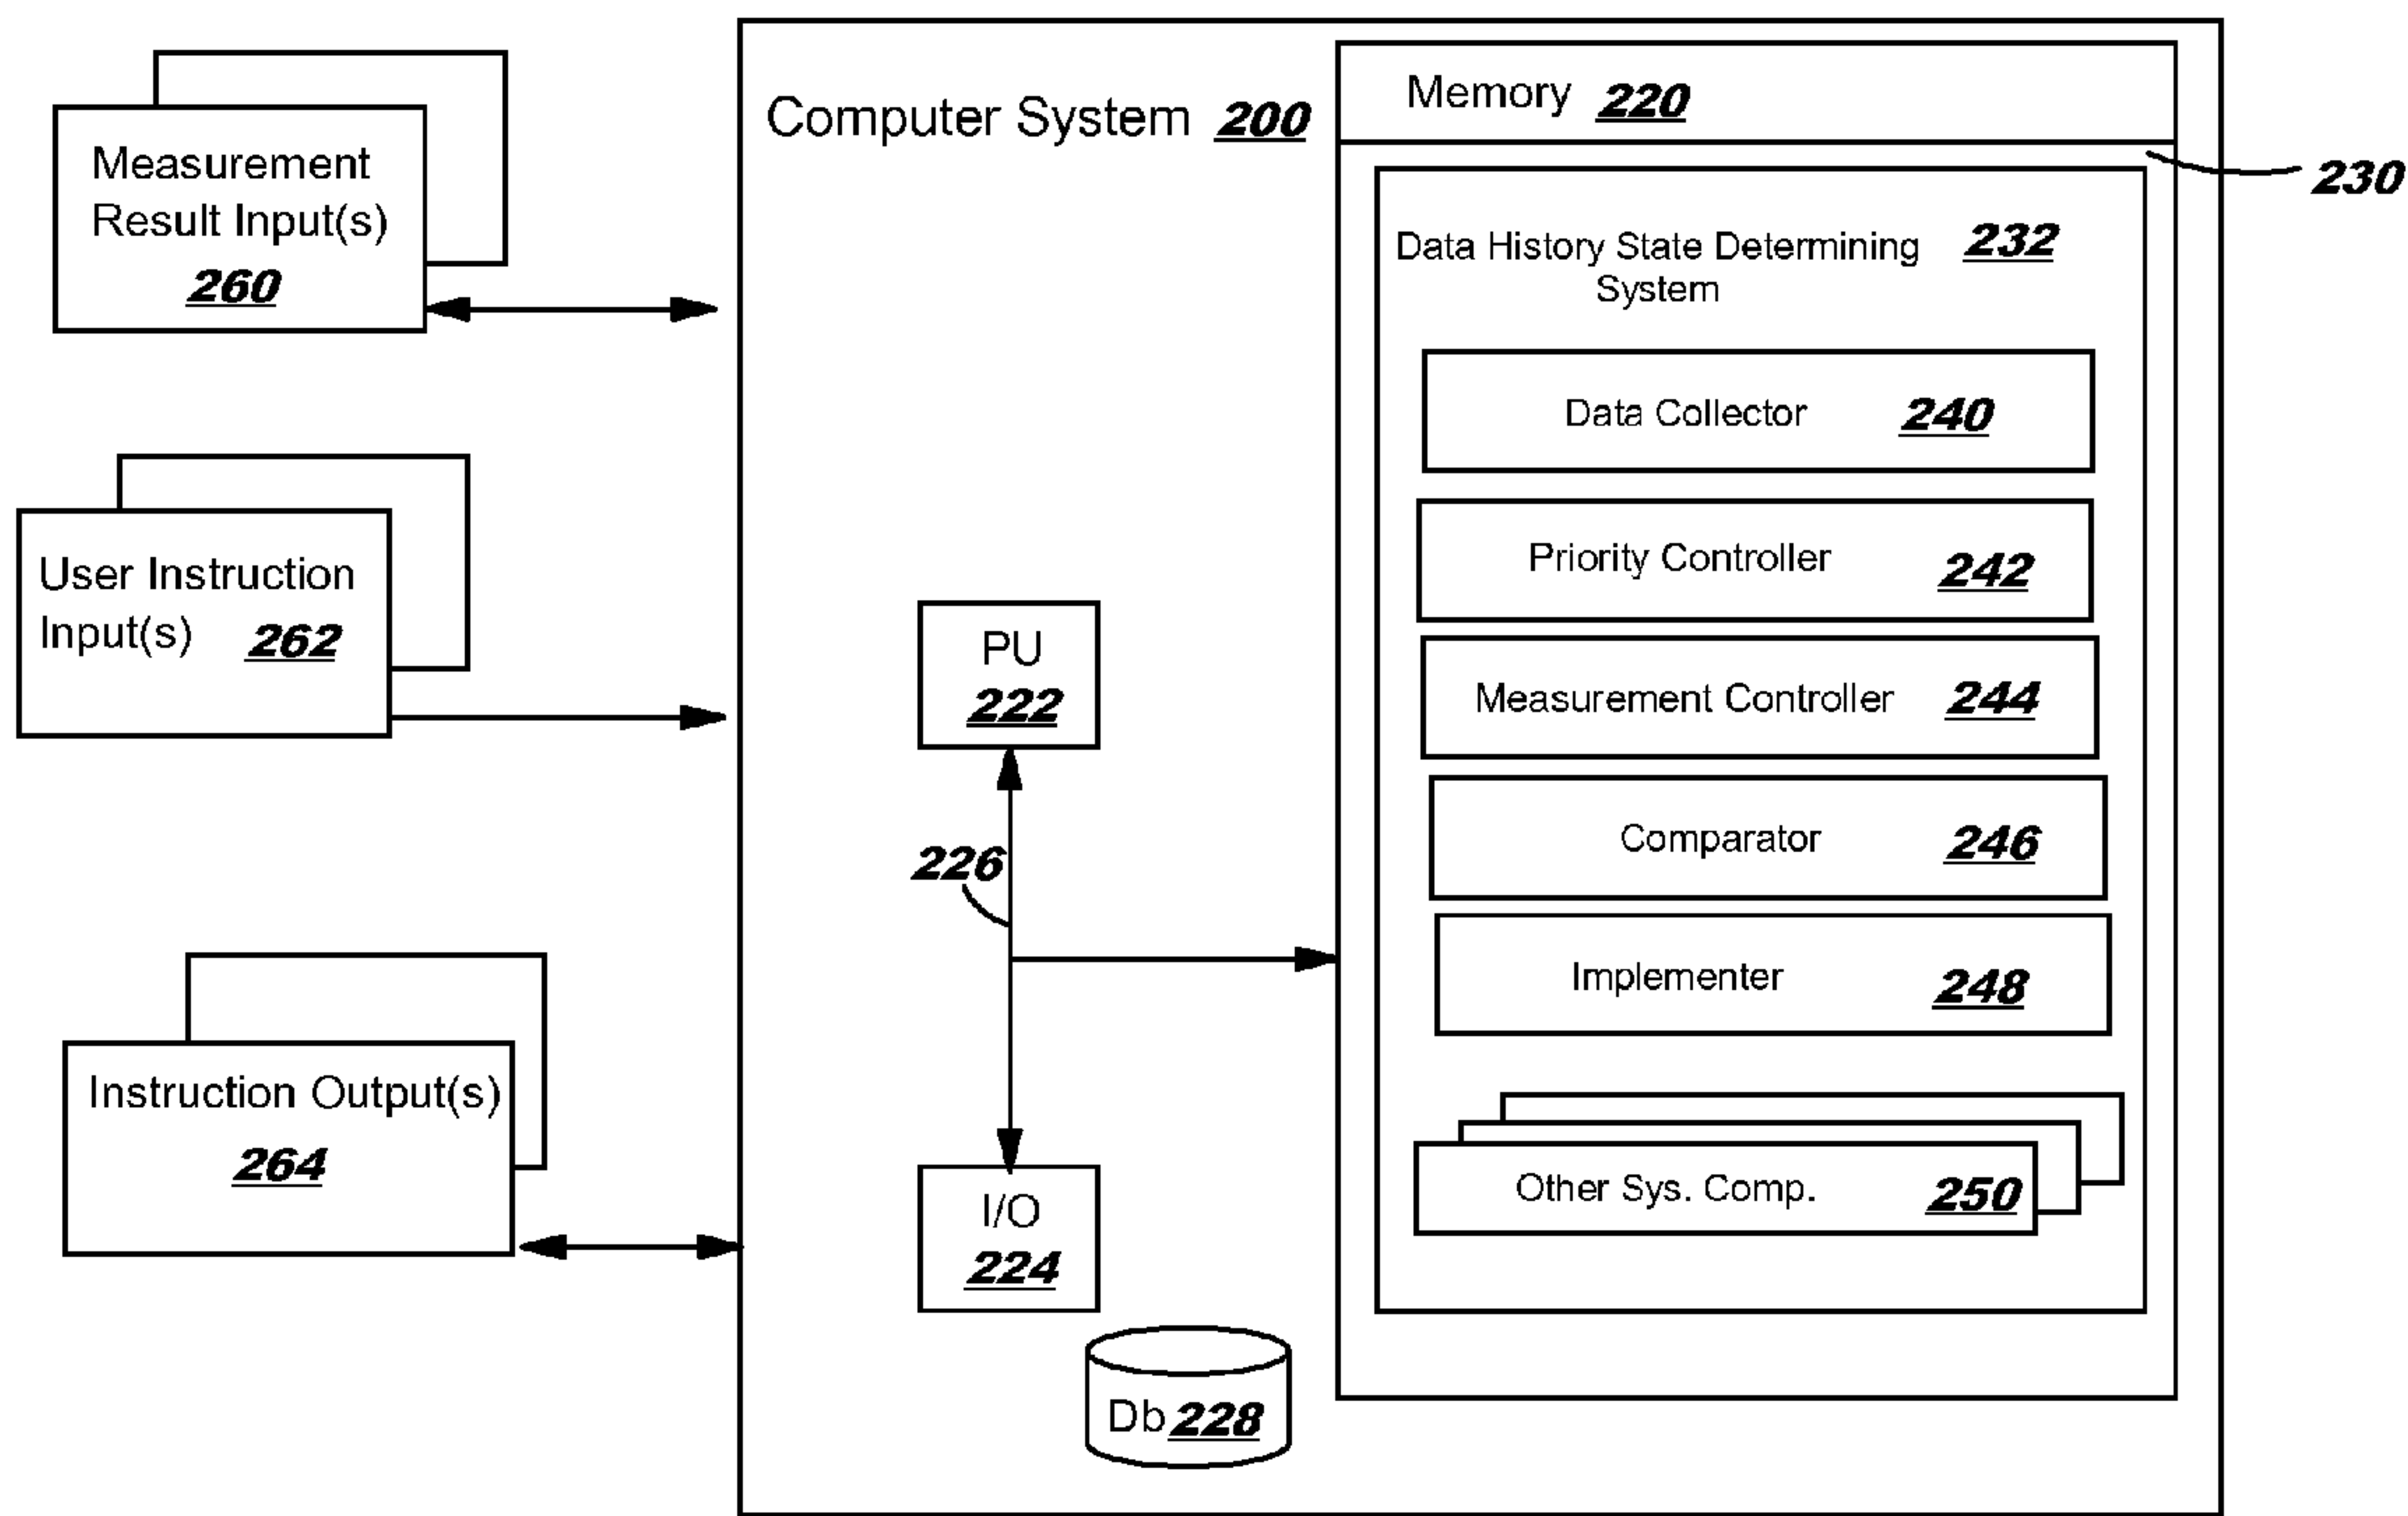 Computer System 200
Memory 220
230
Measurement
Result Input(s)
260
Data History State Determining 232
System
Data Collector 240
User Instruction
Input(s) 262
Priority Controller 242
PU
222
Measurement Controller 244
226
Comparator 246
Implementer 248
Instruction Output(s)
264
I/O
224
Other Sys. Comp. 250
Db 228